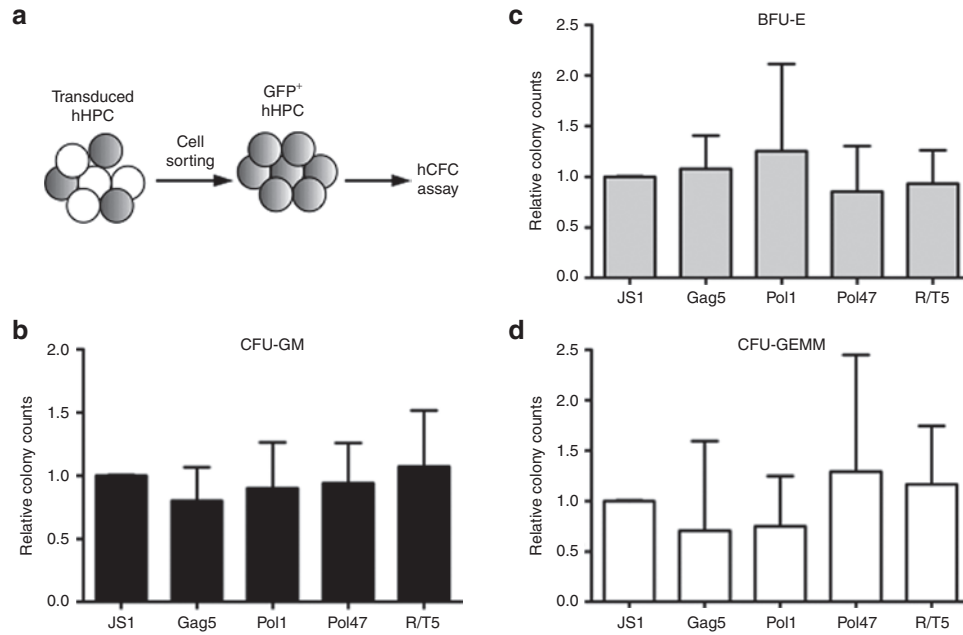 a
Transduced
hHPC
Cell
sorting
GFP+
hHPC
hCFC
assay
b
CFU-GM
Relative colony counts
2.0
1.5
1.0
0.5
0.0
JS1 Gag5 Pol1 Pol47 R/T5
c
BFU-E
Relative colony counts
2.5
2.0
1.5
1.0
0.5
0.0
JS1 Gag5 Pol1 Pol47 R/T5
d
CFU-GEMM
Relative colony counts
2.5
2.0
1.5
1.0
0.5
0.0
JS1 Gag5 Pol1 Pol47 R/T5